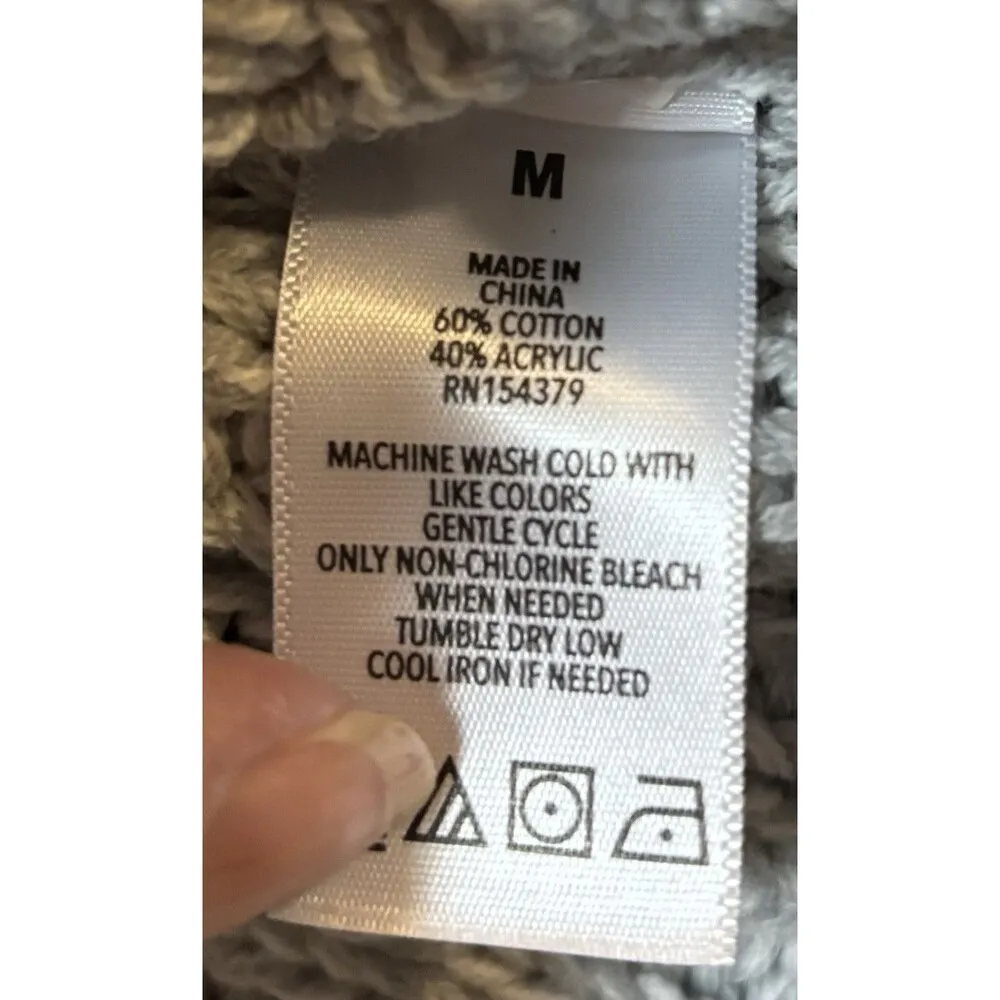 M
MADE IN
CHINA
60% COTTON
40% ACRYLIC
RN154379
MACHINE WASH COLD WITH
LIKE COLORS
GENTLE CYCLE
ONLY NON-CHLORINE BLEACH
WHEN NEEDED
TUMBLE DRY LOW
COOL IRON IF NEEDED